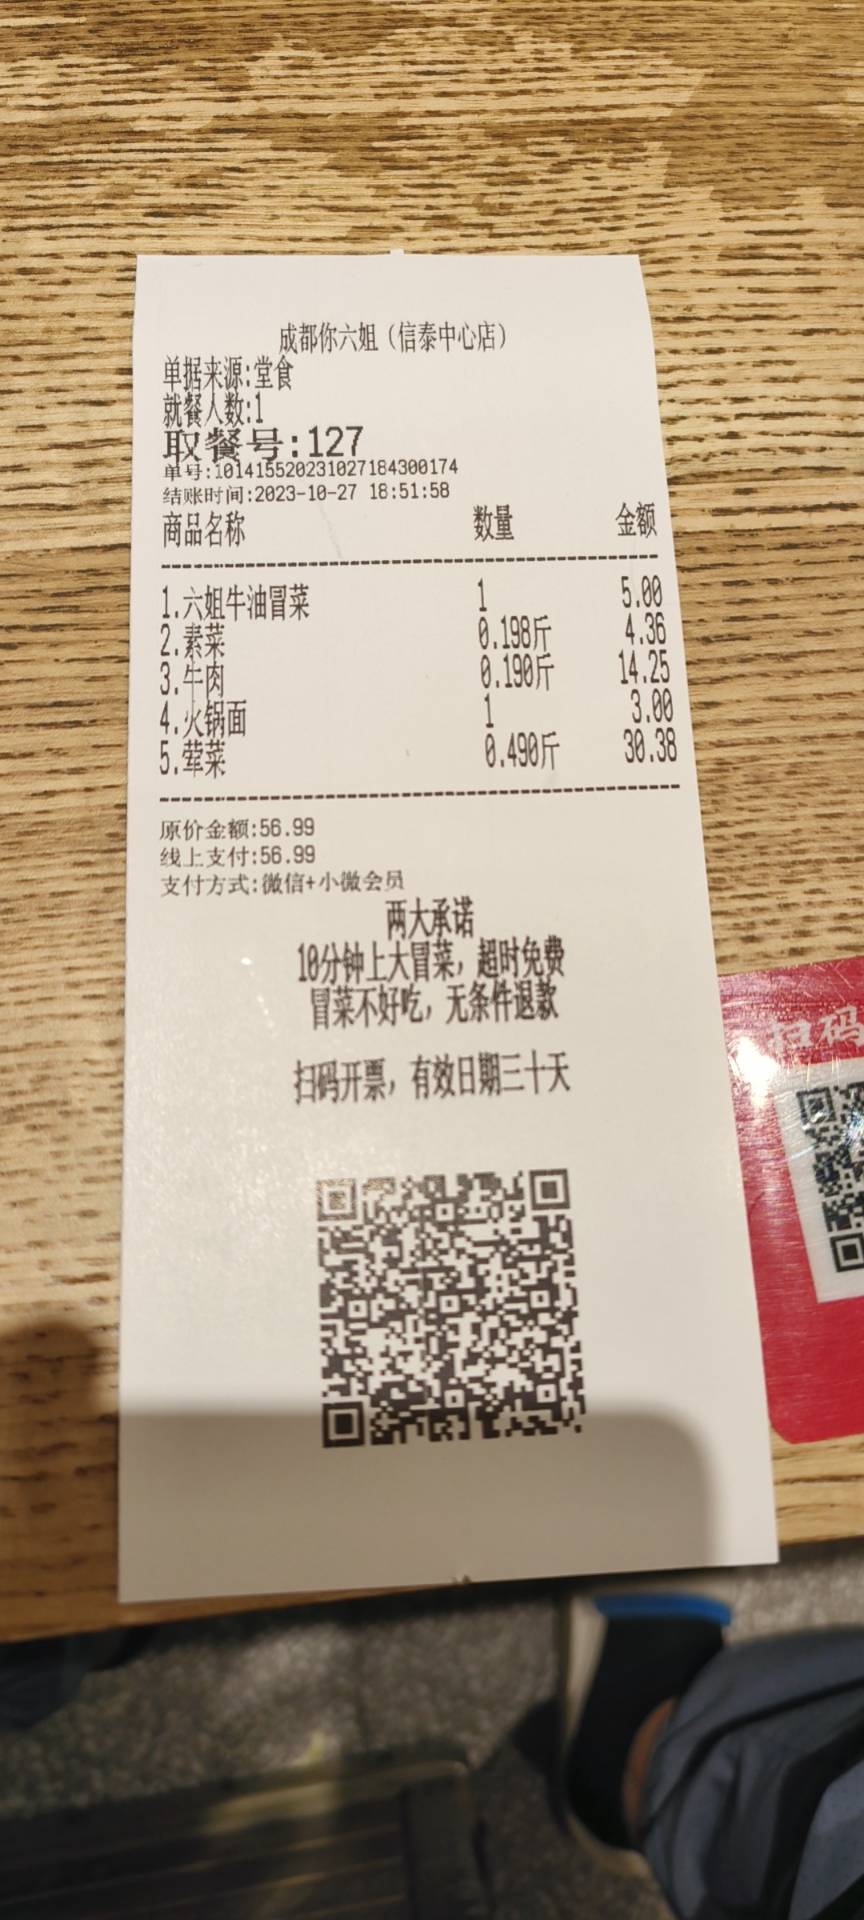 成都你六姐（信泰中心店）
单据来源:堂食
就餐人数:1
取餐号:127
单号:101415520231027184300174
结账时间:2023-10-27 18:51:58
商品名称 数量 金额
1.六姐牛油冒菜 1 5.00
2.素菜 0.198斤 4.36
3.牛肉 0.190斤 14.25
4.火锅面 1 3.00
5.荤菜 0.490斤 30.38
原价金额:56.99
线上支付:56.99
支付方式:微信+小微会员
两大承诺
10分钟上大冒菜，超时免费
冒菜不好吃，无条件退款
扫码开票，有效日期三十天
扫码